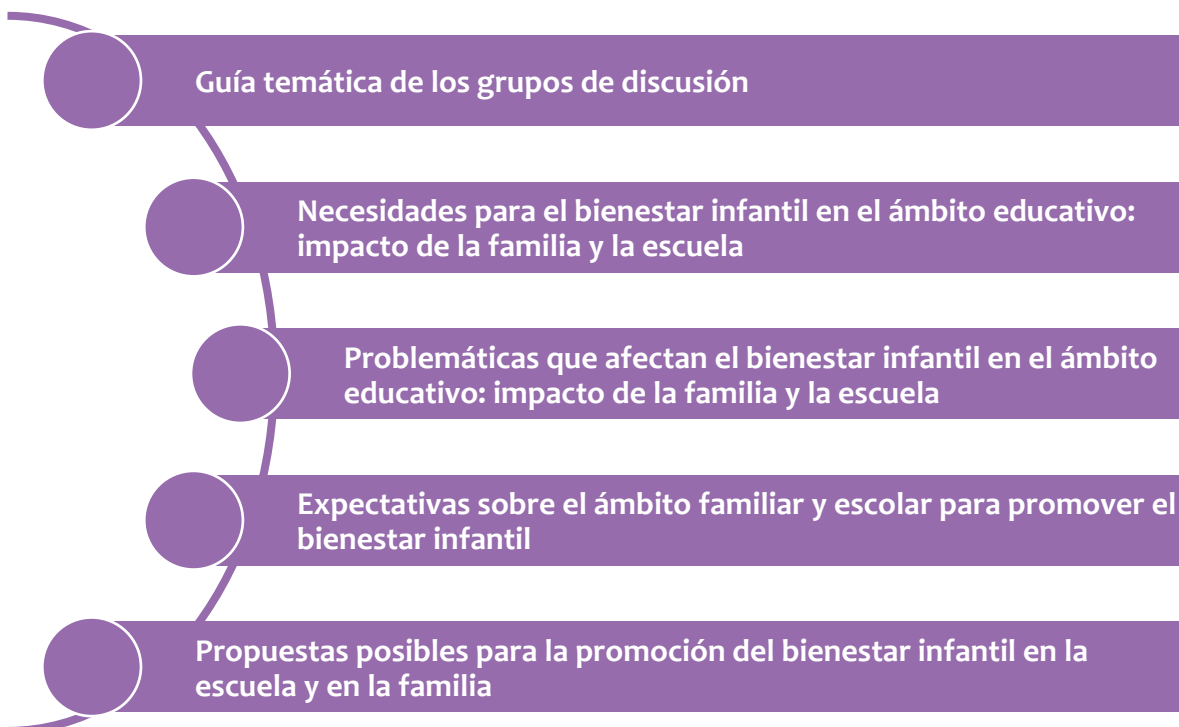 Guía temática de los grupos de discusión
Necesidades para el bienestar infantil en el ámbito educativo:
impacto de la familia y la escuela
Problemáticas que afectan el bienestar infantil en el ámbito
educativo: impacto de la familia y la escuela
Expectativas sobre el ámbito familiar y escolar para promover el
bienestar infantil
Propuestas posibles para la promoción del bienestar infantil en la
escuela y en la familia